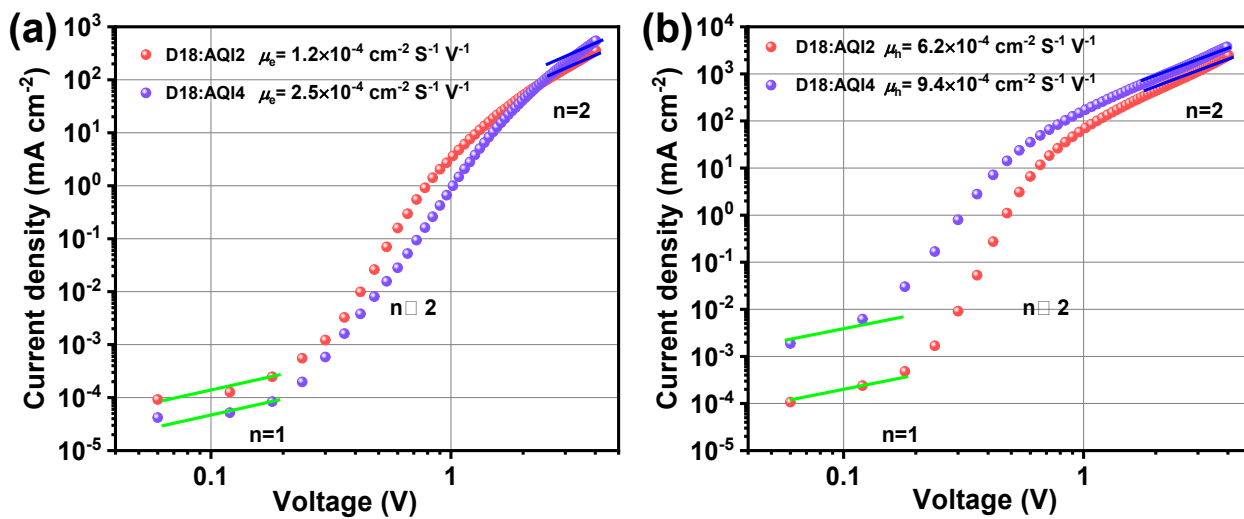 (a)
D18:AQI2 μe= 1.2×10-4 cm-2 S-1 V-1
D18:AQI4 μe= 2.5×10-4 cm-2 S-1 V-1
n=2
n□ 2
n=1
103
102
101
100
10-1
10-2
10-3
10-4
10-5
Current density (mA cm-2)
0.1
1
Voltage (V)
(b)
D18:AQI2 μh= 6.2×10-4 cm-2 S-1 V-1
D18:AQI4 μh= 9.4×10-4 cm-2 S-1 V-1
n=2
n□ 2
n=1
104
103
102
101
100
10-1
10-2
10-3
10-4
10-5
Current density (mA cm-2)
0.1
1
Voltage (V)